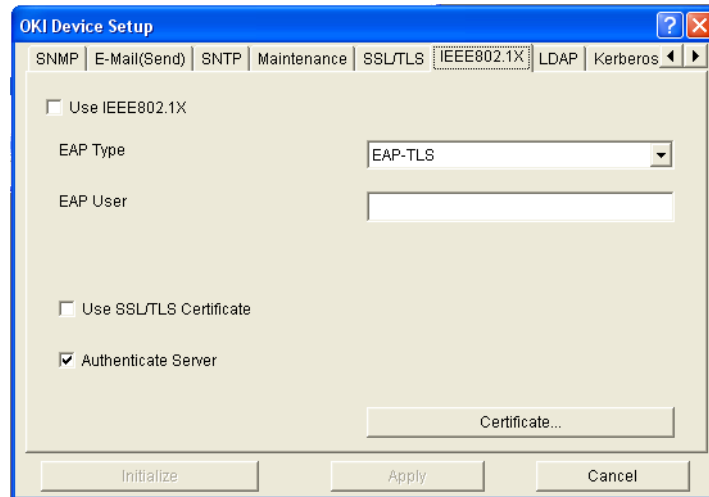 OKI Device Setup
SNMP E-Mail(Send) SNTP Maintenance SSL/TLS IEEE802.1X LDAP Kerberos
Use IEEE802.1X
EAP Type EAP-TLS
EAP User
Use SSL/TLS Certificate
Authenticate Server
Certificate...
Initialize Apply Cancel